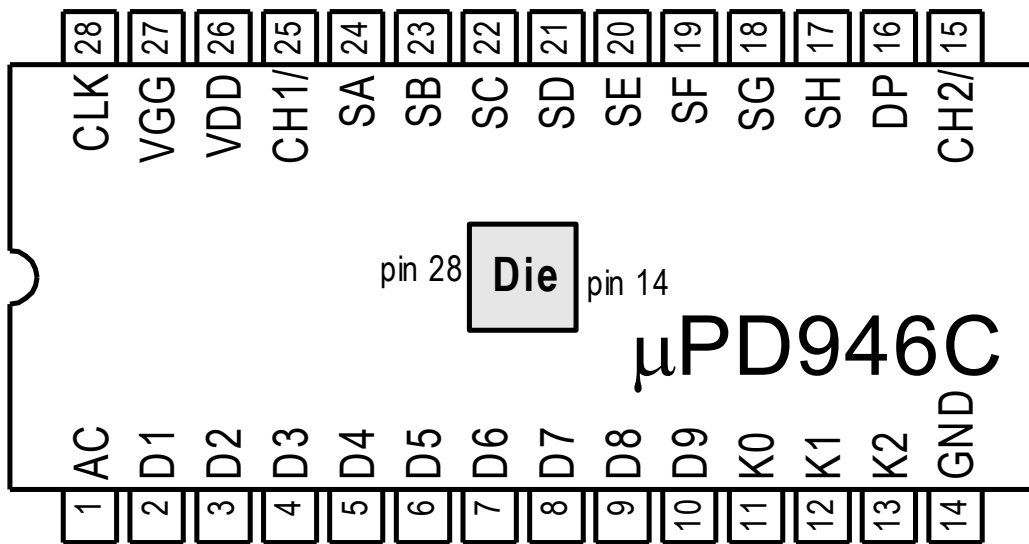 28 27 26 25 24 23 22 21 20 19 18 17 16 15
CLK VGG VDD CH1/ SA SB SC SD SE SF SG SH DP CH2/
pin 28 Die pin 14
µPD946C
AC D1 D2 D3 D4 D5 D6 D7 D8 D9 K0 K1 K2 GND
1 2 3 4 5 6 7 8 9 10 11 12 13 14